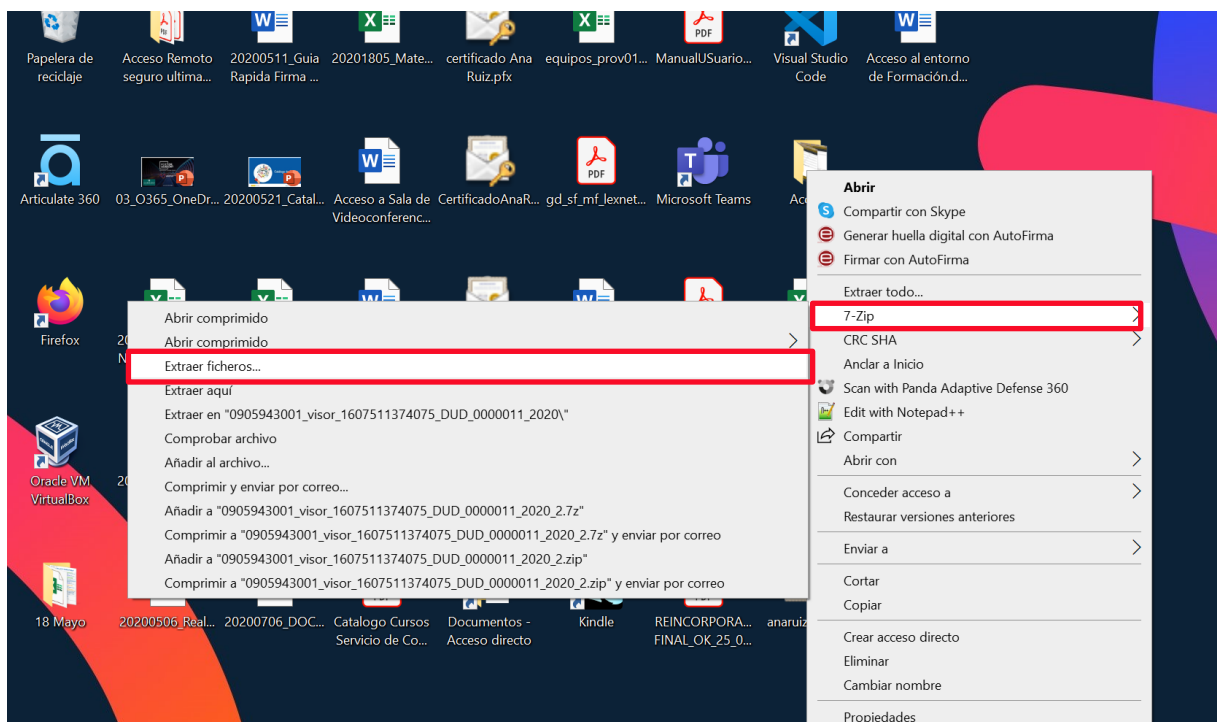 Papelera de
reciclaje
Acceso Remoto
seguro ultima...
20200511_Guia
Rapida Firma ...
20201805_Mate...
certificado Ana
Ruiz.pfx
equipos_prov01...
ManualUSuario...
Visual Studio
Code
Acceso al entorno
de Formación.d...
PDF
Articulate 360
03_O365_OneDr...
20200521_Catal...
Acceso a Sala de
Videoconferenc...
CertificadoAnaR...
gd_sf_mf_lexnet...
Microsoft Teams
PDF
Firefox
Oracle VM
VirtualBox
18 Mayo
20200506_Real...
20200706_DOC...
Catalogo Cursos
Servicio de Co...
Documentos -
Acceso directo
Kindle
REINCORPORA...
FINAL_OK_25_0...
anaruiz
Abrir
Compartir con Skype
Generar huella digital con AutoFirma
Firmar con AutoFirma
Extraer todo...
7-Zip
CRC SHA
Anclar a Inicio
Scan with Panda Adaptive Defense 360
Edit with Notepad++
Compartir
Abrir con
Conceder acceso a
Restaurar versiones anteriores
Enviar a
Cortar
Copiar
Crear acceso directo
Eliminar
Cambiar nombre
Propiedades
Abrir comprimido
Abrir comprimido
Extraer ficheros...
Extraer aquí
Extraer en "0905943001_visor_1607511374075_DUD_0000011_2020\"
Comprobar archivo
Añadir al archivo...
Comprimir y enviar por correo...
Añadir a "0905943001_visor_1607511374075_DUD_0000011_2020_2.7z"
Comprimir a "0905943001_visor_1607511374075_DUD_0000011_2020_2.7z" y enviar por correo
Añadir a "0905943001_visor_1607511374075_DUD_0000011_2020_2.zip"
Comprimir a "0905943001_visor_1607511374075_DUD_0000011_2020_2.zip" y enviar por correo